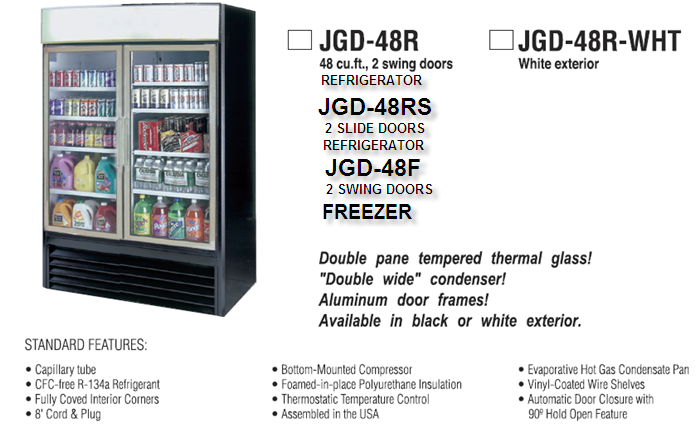 JGD-48R
48 cu.ft., 2 swing doors
REFRIGERATOR
JGD-48R-WHT
White exterior
JGD-48RS
2 SLIDE DOORS
REFRIGERATOR
JGD-48F
2 SWING DOORS
FREEZER
Double pane tempered thermal glass!
"Double wide" condenser!
Aluminum door frames!
Available in black or white exterior.
STANDARD FEATURES:
• Capillary tube
• CFC-free R-134a Refrigerant
• Fully Coved Interior Corners
• 8' Cord & Plug
• Bottom-Mounted Compressor
• Foamed-in-place Polyurethane Insulation
• Thermostatic Temperature Control
• Assembled in the USA
• Evaporative Hot Gas Condensate Pan
• Vinyl-Coated Wire Shelves
• Automatic Door Closure with
90º Hold Open Feature